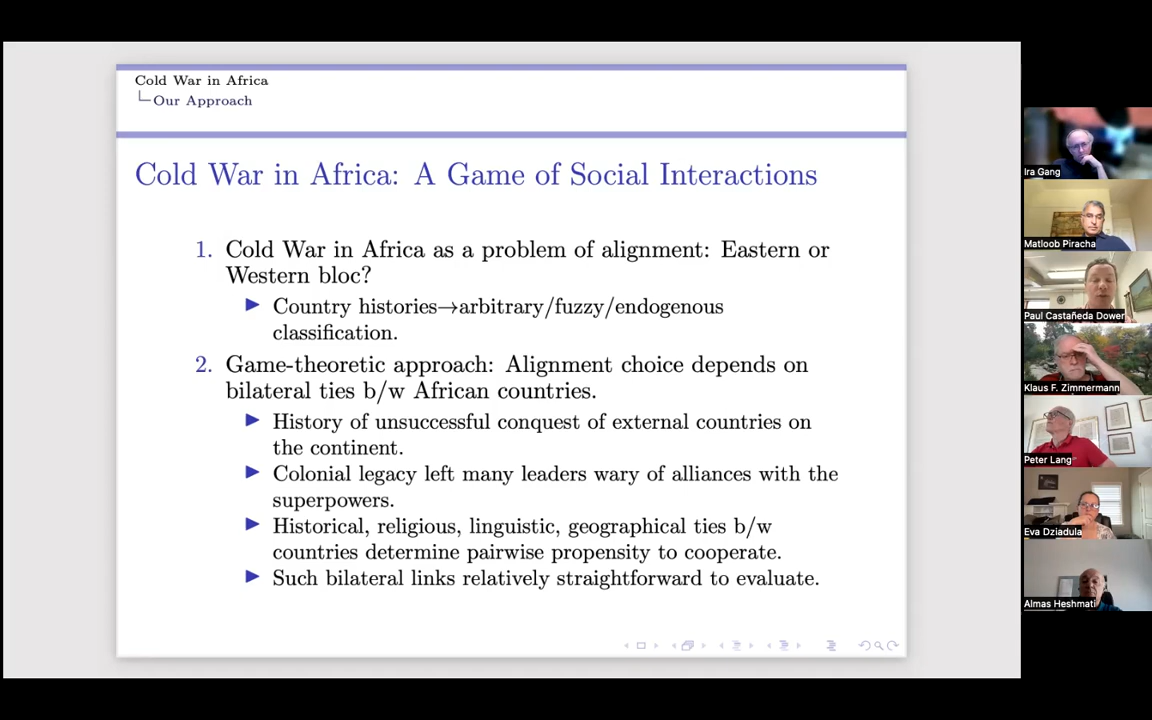 Cold War in Africa
Our Approach
Cold War in Africa: A Game of Social Interactions
1. Cold War in Africa as a problem of alignment: Eastern or
Western bloc?
Country histories→arbitrary/fuzzy/endogenous
classification.
2. Game-theoretic approach: Alignment choice depends on
bilateral ties b/w African countries.
History of unsuccessful conquest of external countries on
the continent.
Colonial legacy left many leaders wary of alliances with the
superpowers.
Historical, religious, linguistic, geographical ties b/w
countries determine pairwise propensity to cooperate.
Such bilateral links relatively straightforward to evaluate.
Ira Gang
Matloob Piracha
Paul Castañeda Dower
Klaus F. Zimmermann
Peter Lang
Eva Dziadula
Almas Heshmati